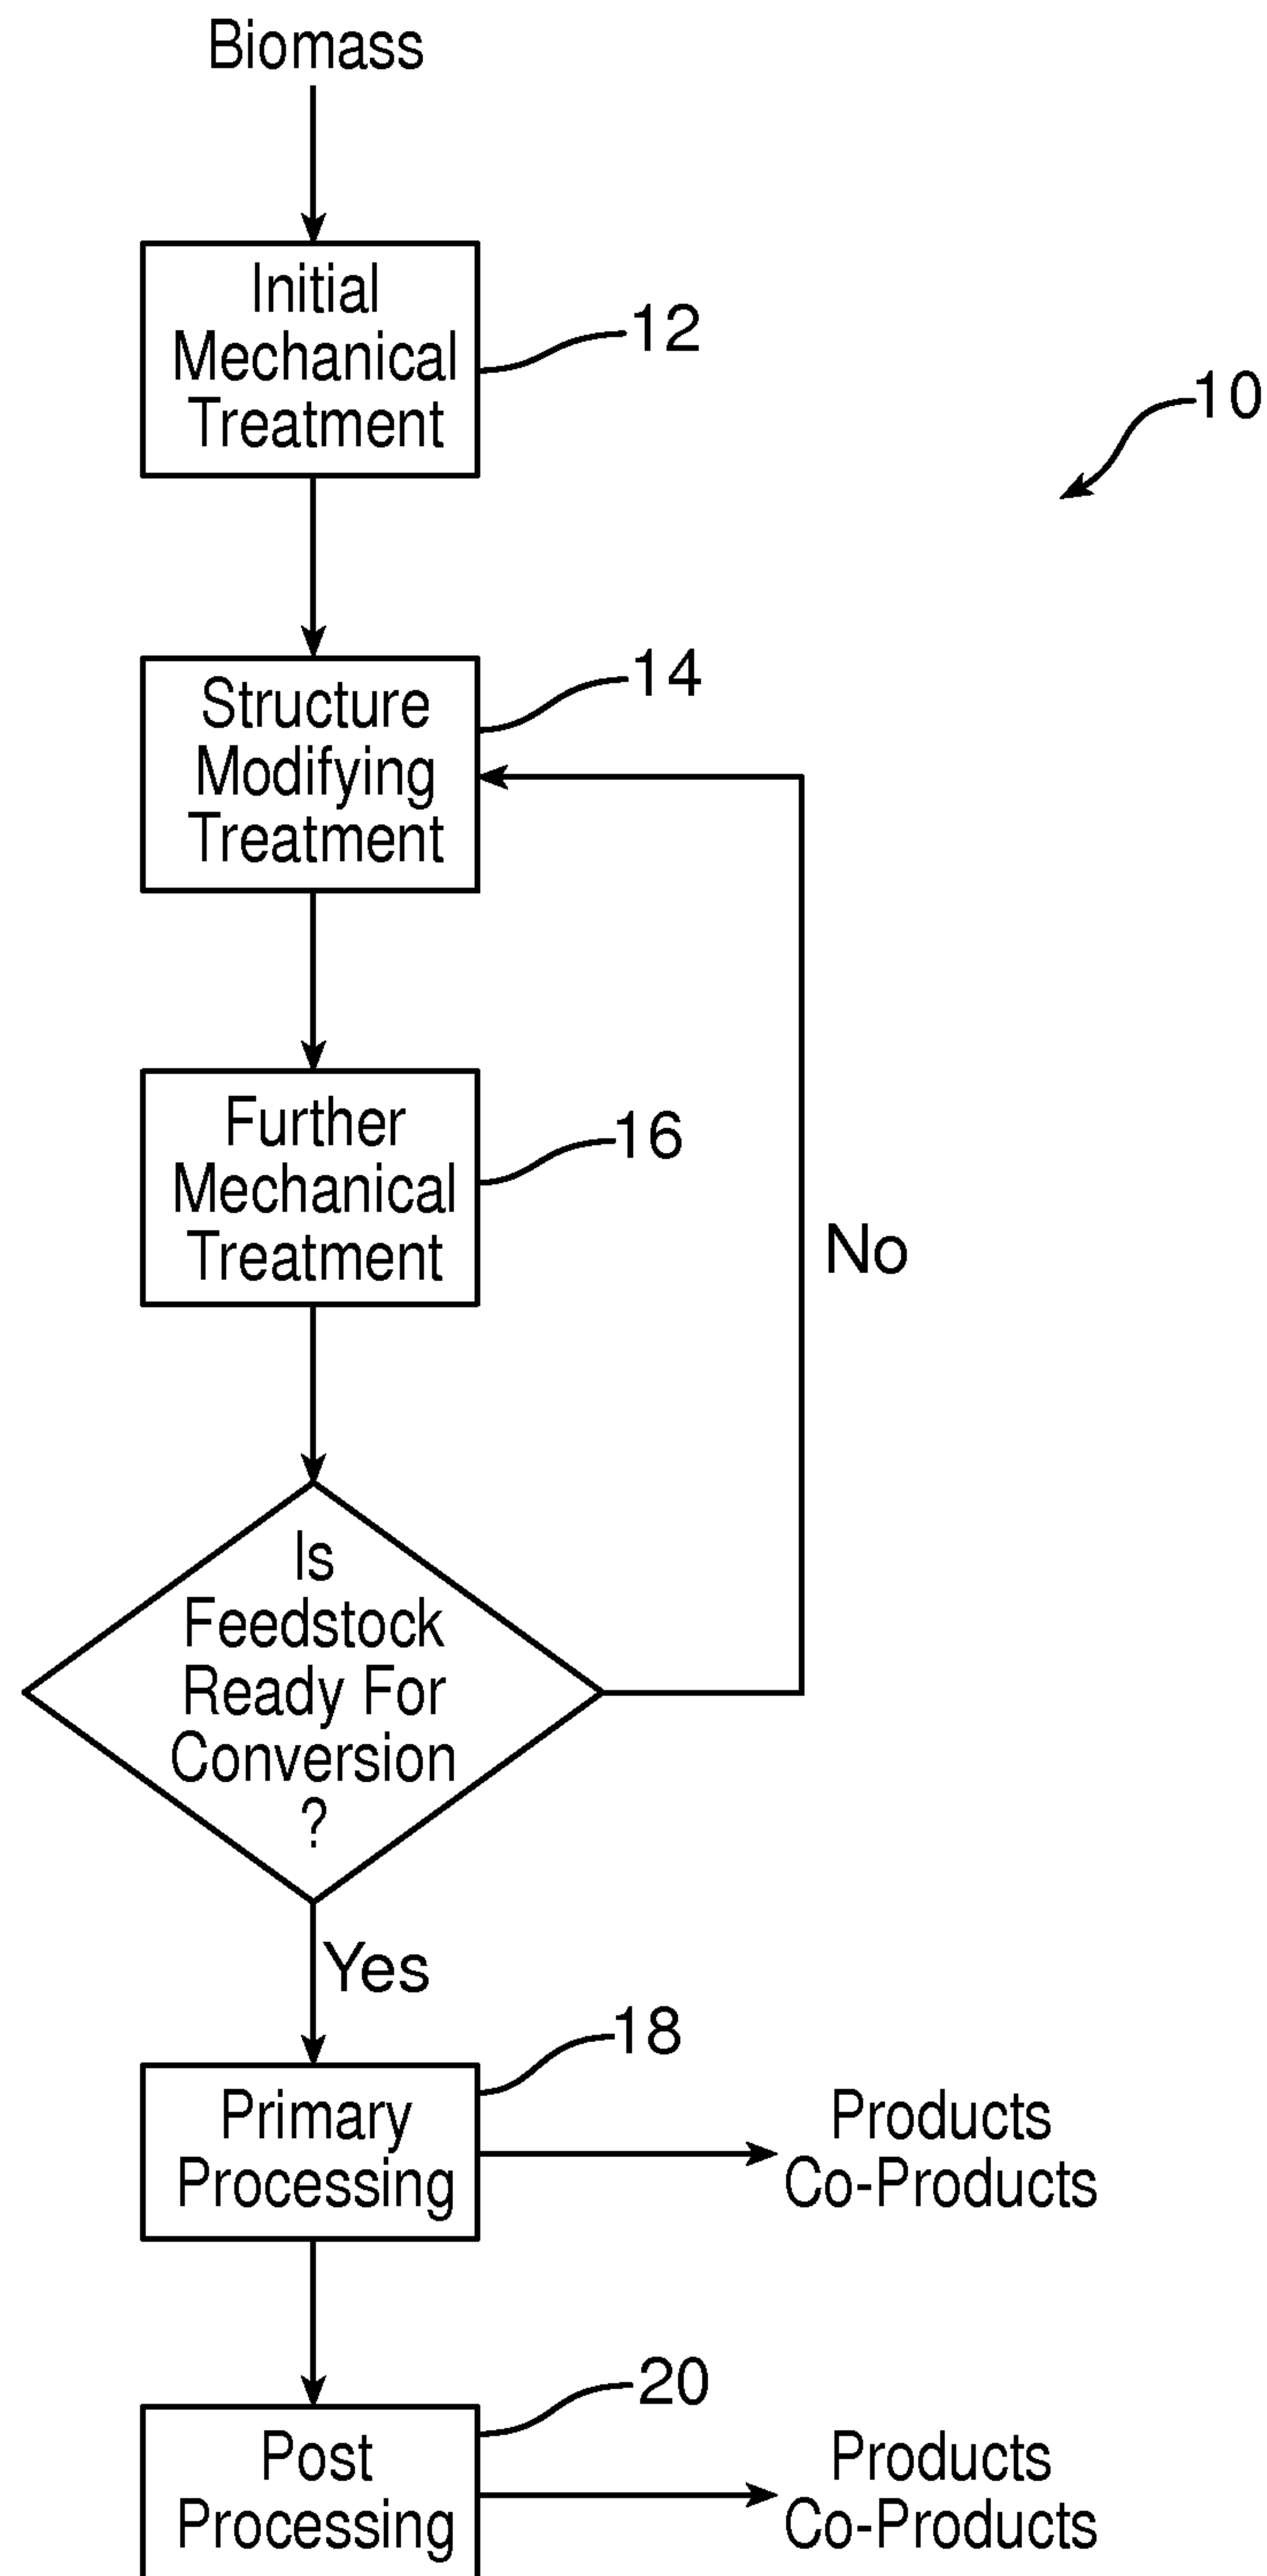 Biomass
Initial
Mechanical
Treatment
12
10
Structure
Modifying
Treatment
14
Further
Mechanical
Treatment
16
No
Is
Feedstock
Ready For
Conversion
?
Yes
18
Primary
Processing
Products
Co-Products
20
Post
Processing
Products
Co-Products